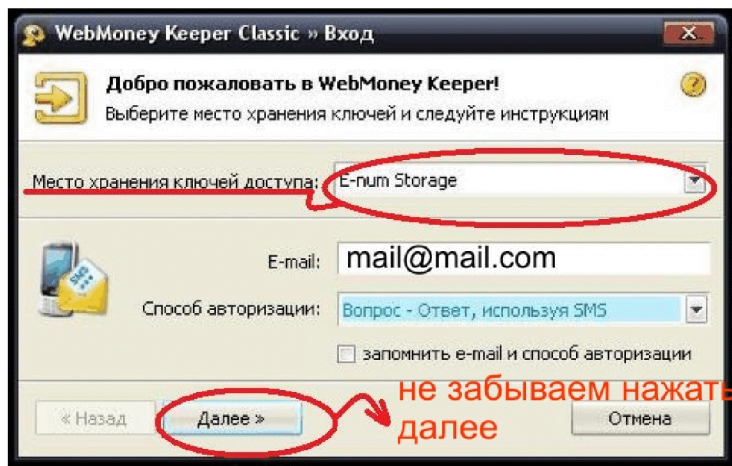 WebMoney Keeper Classic » Вход
Добро пожаловать в WebMoney Keeper!
Выберите место хранения ключей и следуйте инструкциям
Место хранения ключей доступа: E-num Storage
E-mail: mail@mail.com
SMS
Способ авторизации: Вопрос - Ответ, используя SMS
запомнить e-mail и способ авторизации
не забываем нажать
далее
« Назад Далее » Отмена